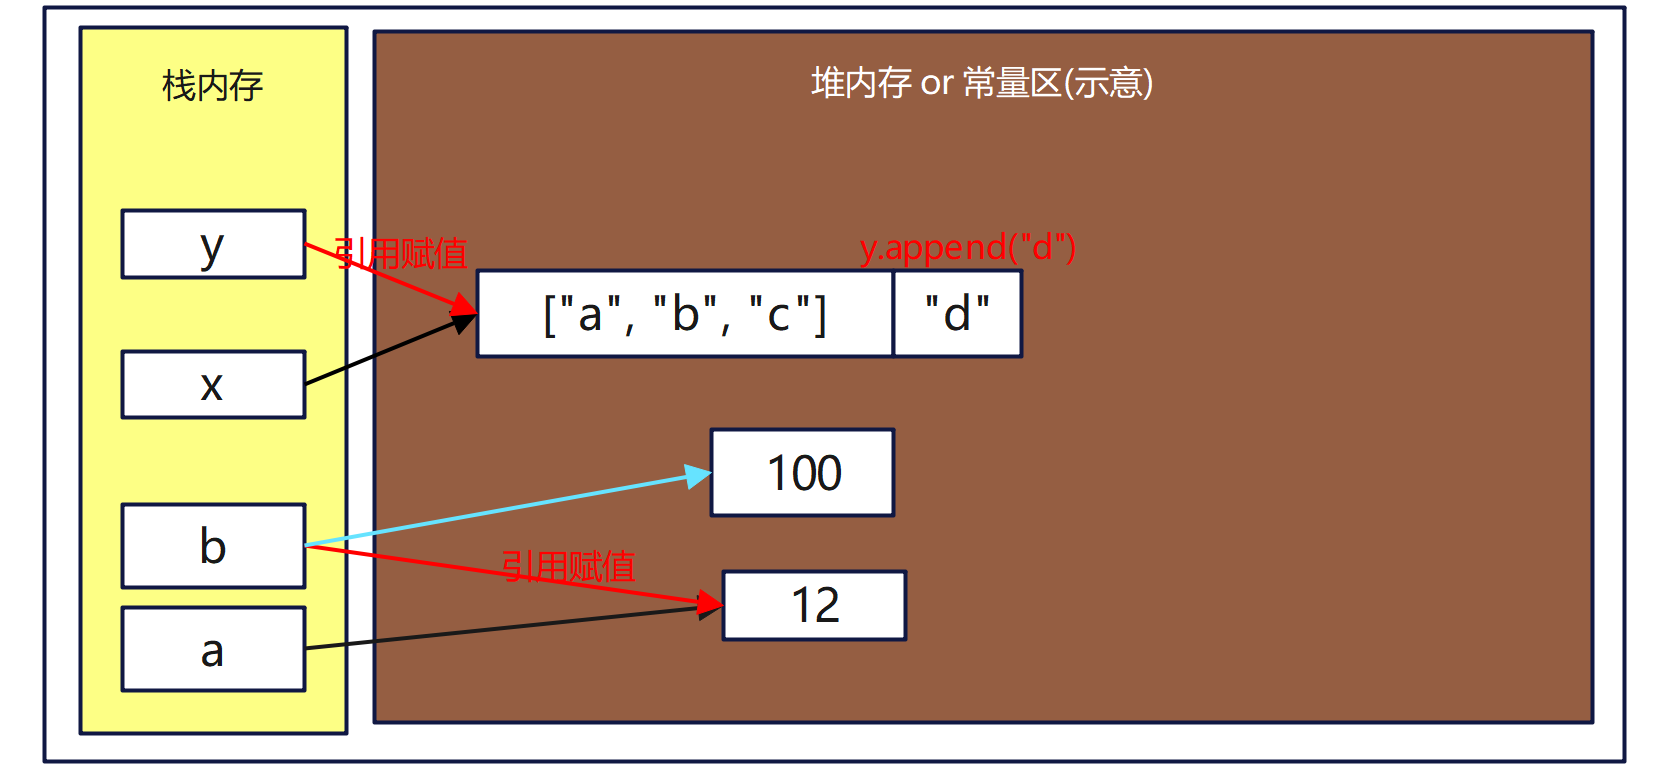 栈内存
堆内存 or 常量区(示意)
y
引用赋值
y.append("d")
["a", "b", "c"]
"d"
x
100
b
引用赋值
12
a